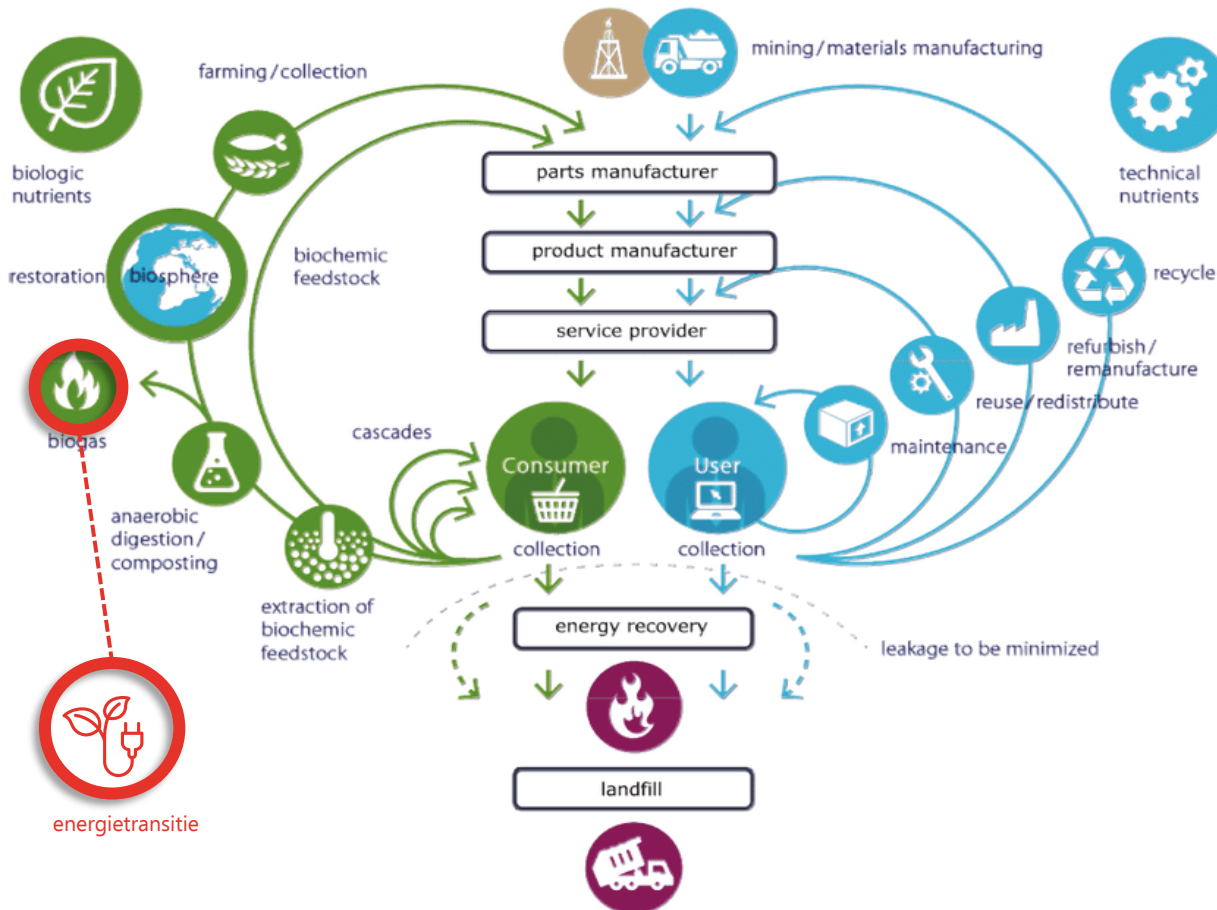 mining/materials manufacturing
farming/collection
biologic
nutrients
technical
nutrients
parts manufacturer
biochemic
feedstock
product manufacturer
restoration
biosphere
recycle
service provider
refurbish/
remanufacture
reuse/redistribute
biogas
cascades
maintenance
Consumer
User
anaerobic
digestion/
composting
collection
collection
extraction of
biochemic
feedstock
energy recovery
leakage to be minimized
landfill
energietransitie